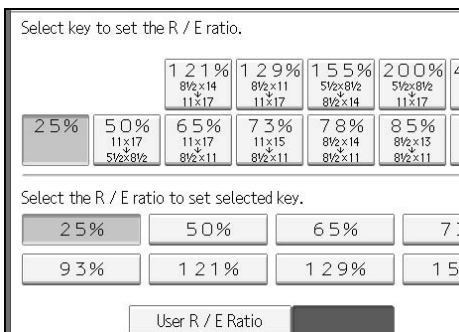 Select key to set the R / E ratio.
121% 129% 155% 200% 4
8½×14 8½×11 5½×8½ 5½×8½
11×17 11×17 8½×14 11×17
25% 50% 65% 73% 78% 85%
11×17 11×17 11×15 8½×14 8½×13
5½×8½ 8½×11 8½×11 8½×11 8½×11
Select the R / E ratio to set selected key.
25% 50% 65% 7
93% 121% 129% 15
User R / E Ratio